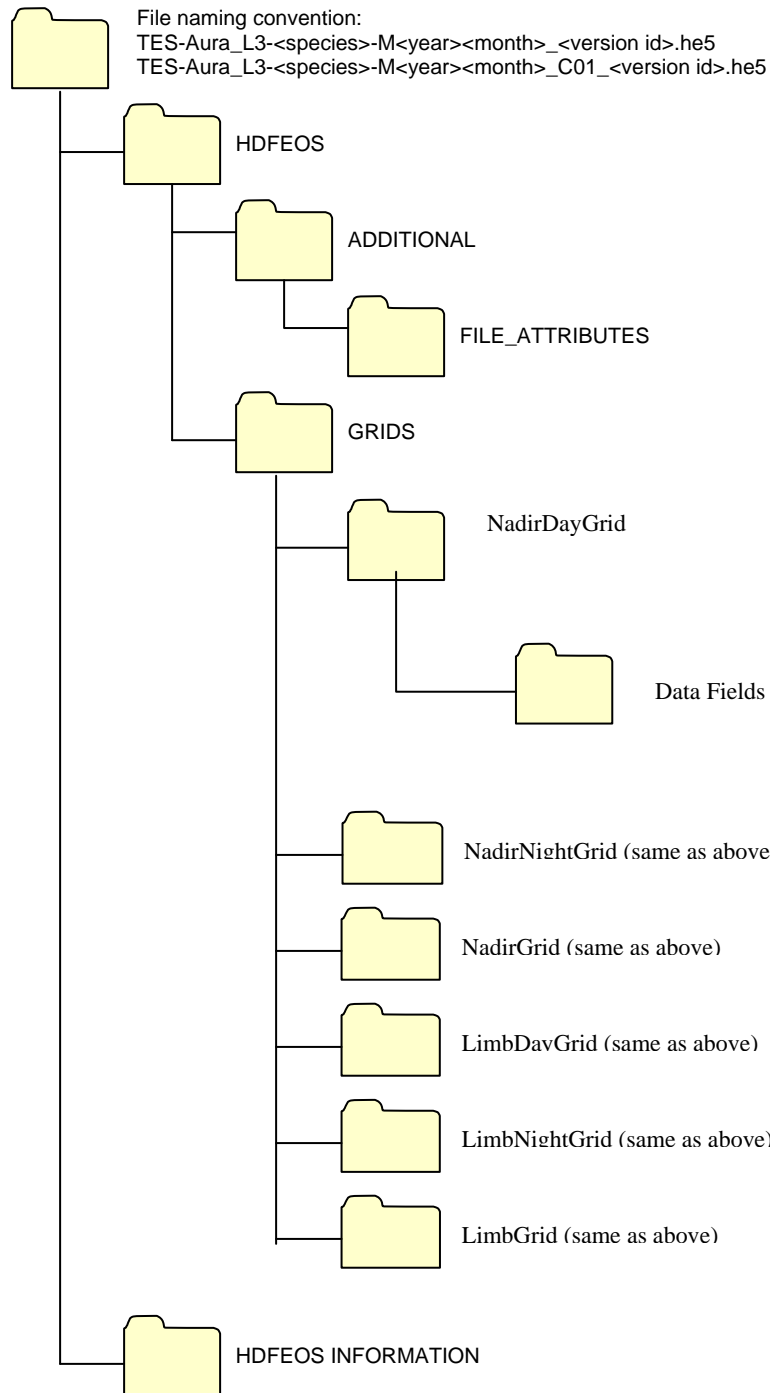 File naming convention:
TES-Aura_L3-<species>-M<year><month>_<version id>.he5
TES-Aura_L3-<species>-M<year><month>_C01_<version id>.he5
HDFEOS
ADDITIONAL
FILE_ATTRIBUTES
GRIDS
NadirDayGrid
Data Fields
NadirNightGrid (same as above
NadirGrid (same as above)
LimbDayGrid (same as above)
LimbNightGrid (same as above)
LimbGrid (same as above)
HDFEOS INFORMATION